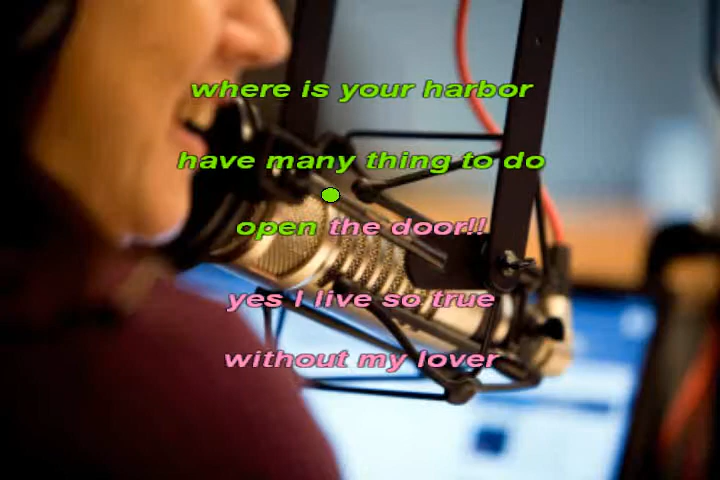 where is your harbor
have many thing to do
open the door!!
yes I live so true
without my lover